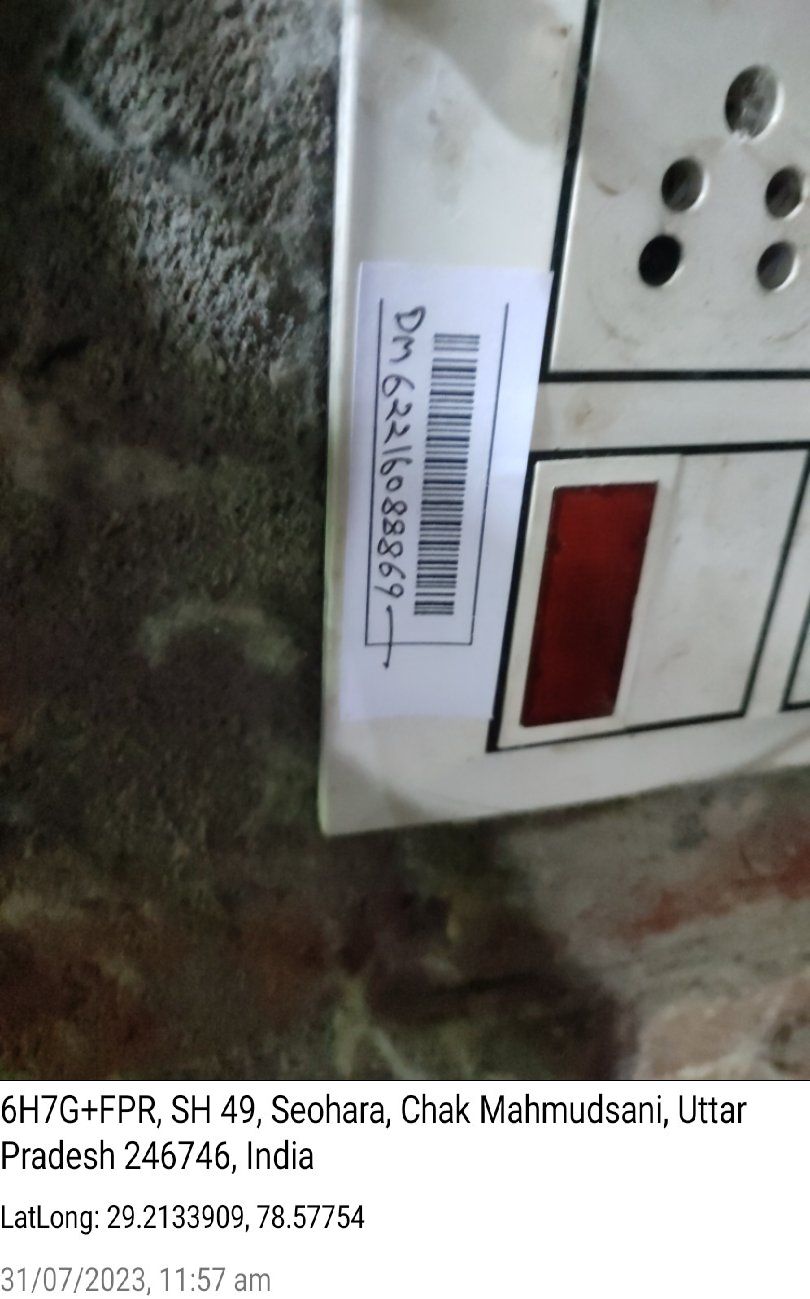 DM62216088869
6H7G+FPR, SH 49, Seohara, Chak Mahmudsani, Uttar
Pradesh 246746, India
LatLong: 29.2133909, 78.57754
31/07/2023, 11:57 am